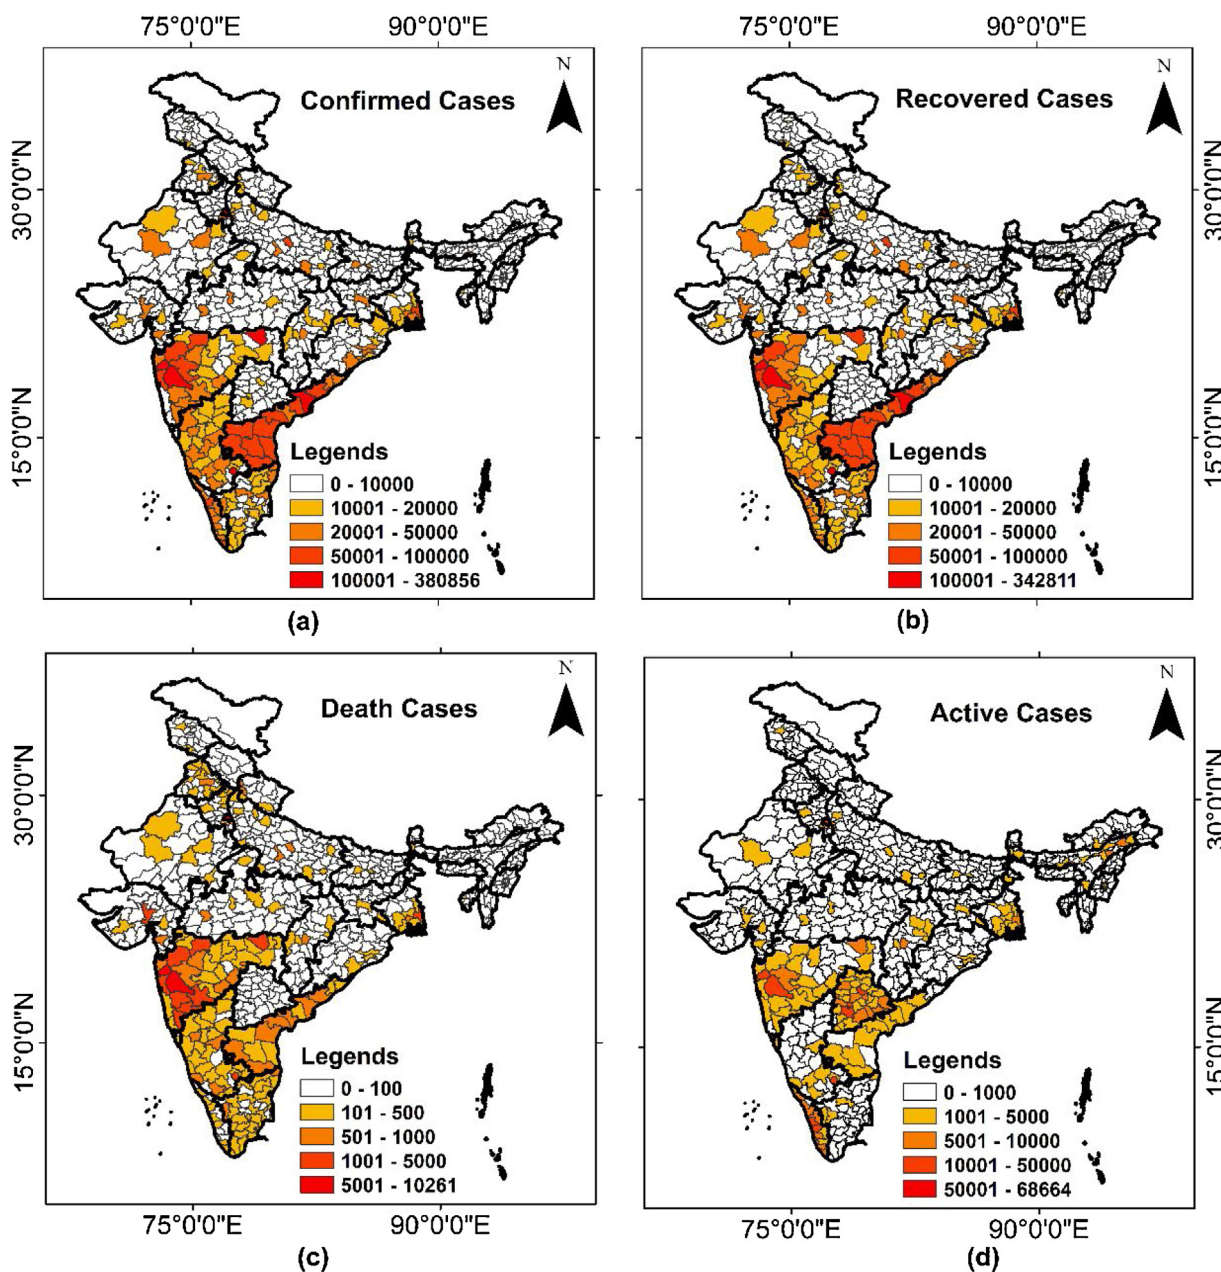 75°0'0"E 90°0'0"E 75°0'0"E 90°0'0"E
N
Confirmed Cases
30°0'0"N
15°0'0"N
Legends
0 - 10000
10001 - 20000
20001 - 50000
50001 - 100000
100001 - 380856
(a)
N
Recovered Cases
30°0'0"N
15°0'0"N
Legends
0 - 10000
10001 - 20000
20001 - 50000
50001 - 100000
100001 - 342811
(b)
N
Death Cases
30°0'0"N
15°0'0"N
Legends
0 - 100
101 - 500
501 - 1000
1001 - 5000
5001 - 10261
75°0'0"E 90°0'0"E
(c)
N
Active Cases
30°0'0"N
15°0'0"N
Legends
0 - 1000
1001 - 5000
5001 - 10000
10001 - 50000
50001 - 68664
75°0'0"E 90°0'0"E
(d)